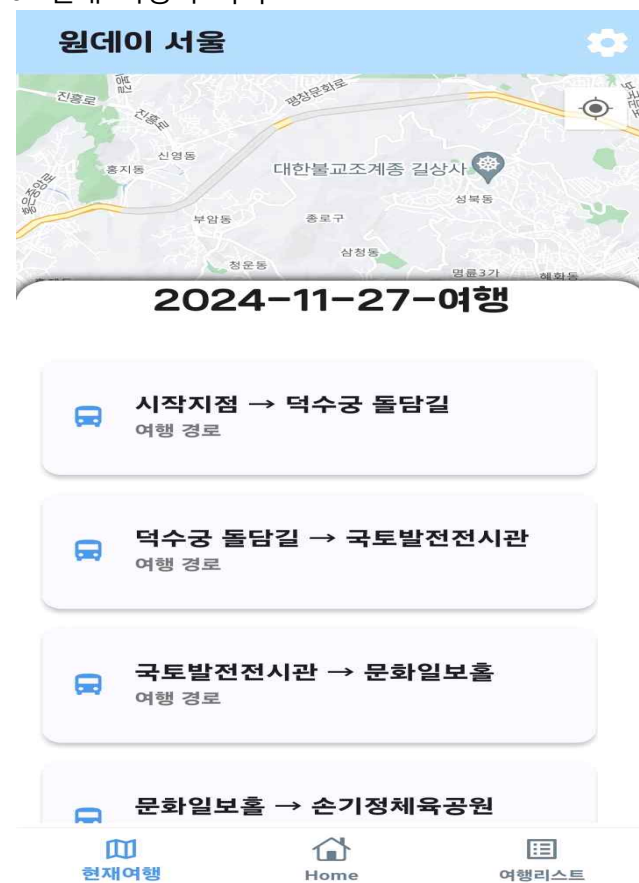 원데이 서울
진흥로
진흥로
평창문화로
신영동
홍지동
대한불교조계종 길상사
성북동
부암동
종로구
삼청동
청운동
명륜3가
혜화동
2024-11-27-여행
시작지점 → 덕수궁 돌담길
여행 경로
덕수궁 돌담길 → 국토발전전시관
여행 경로
국토발전전시관 → 문화일보홀
여행 경로
문화일보홀 → 손기정체육공원
현재여행
Home
여행리스트